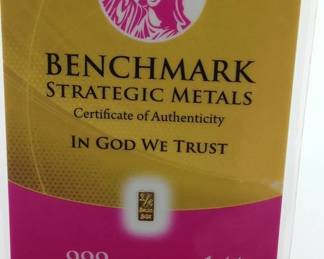 BENCHMARK
STRATEGIC METALS
Certificate of Authenticity
IN GOD WE TRUST